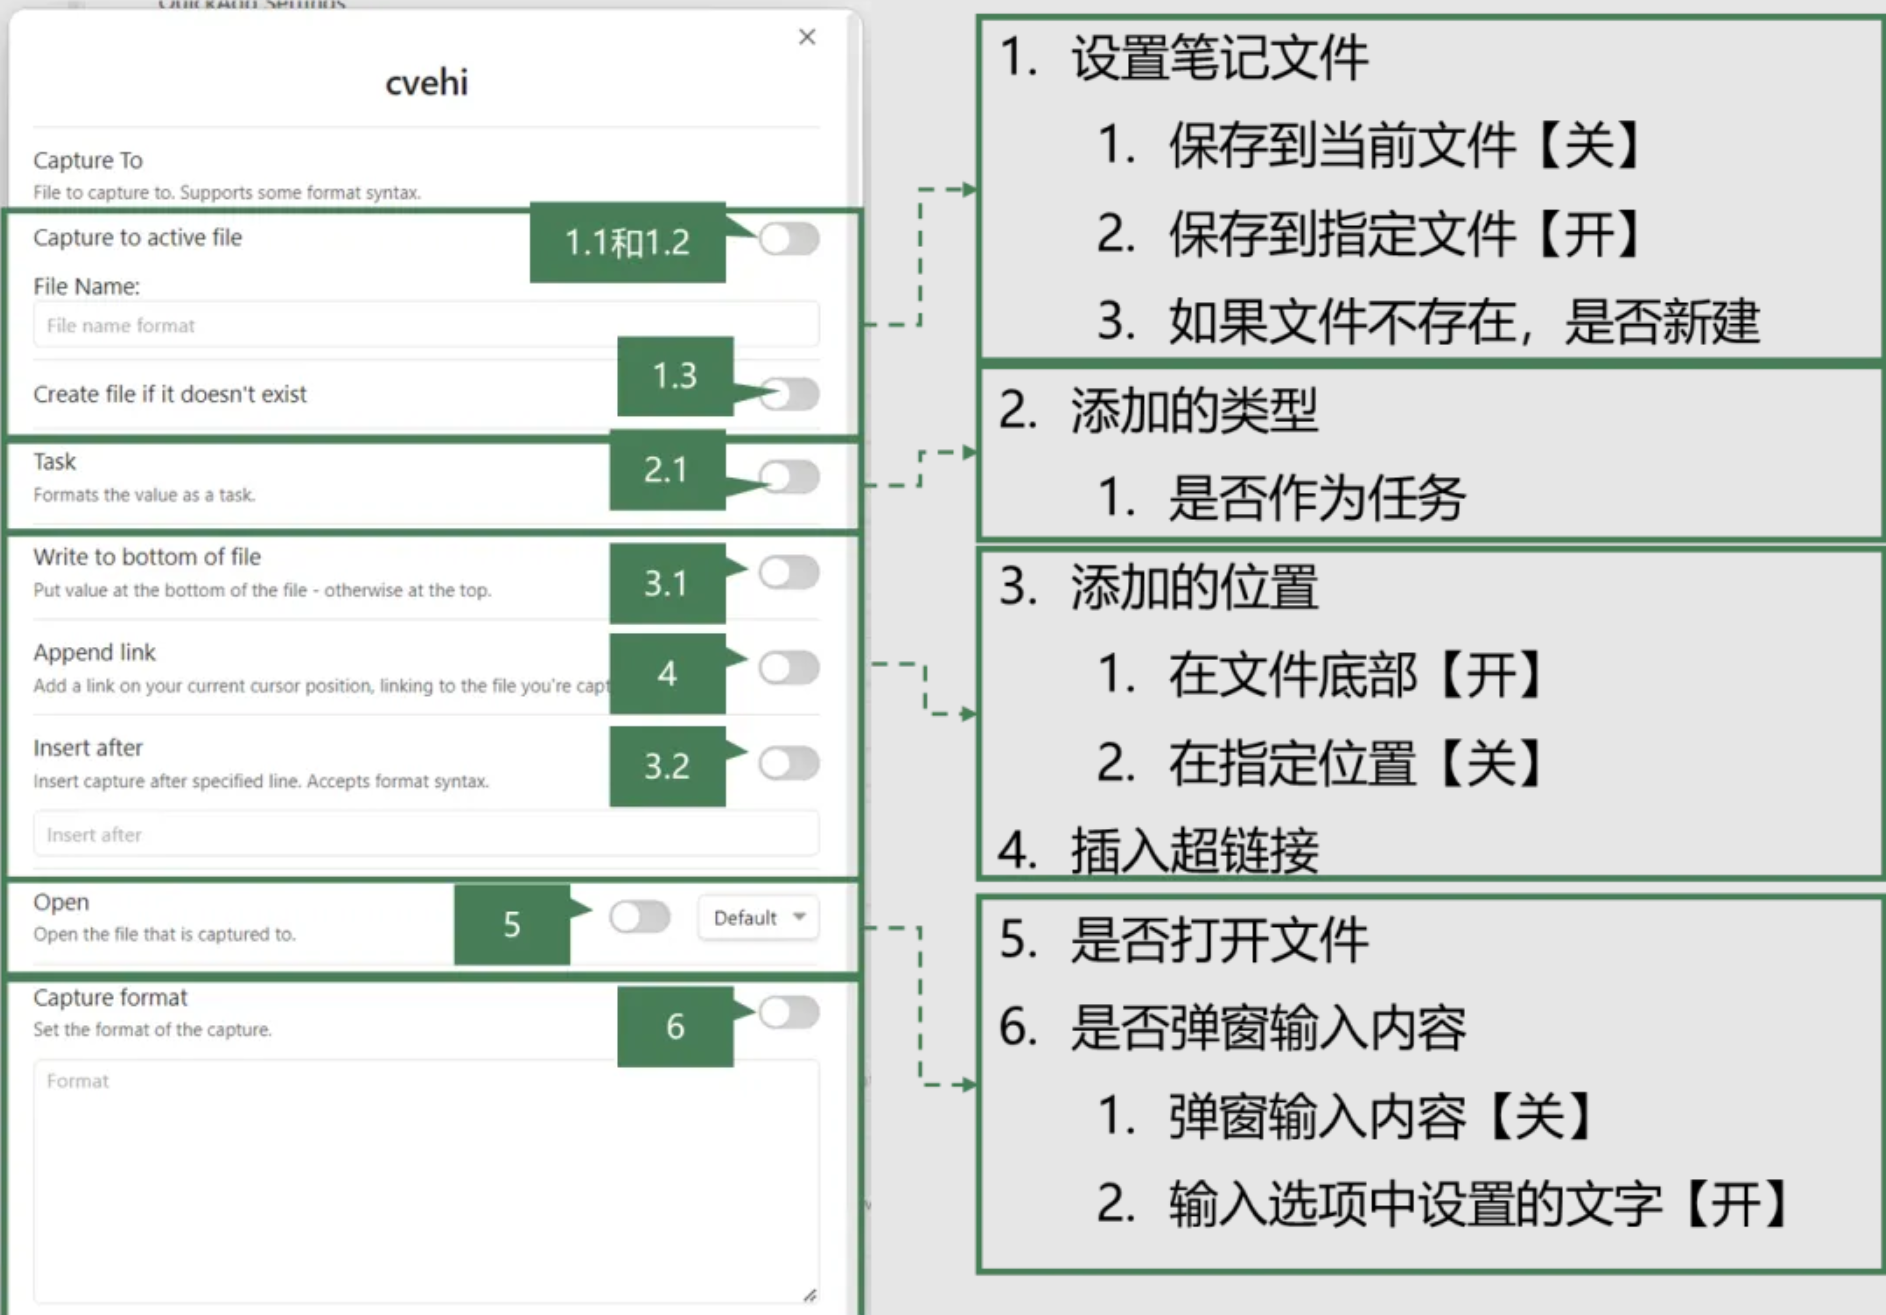 QuickAdd Settings
cvehi
Capture To
File to capture to. Supports some format syntax.
Capture to active file
1.1和1.2
File Name:
File name format
Create file if it doesn't exist
1.3
Task
Formats the value as a task.
2.1
Write to bottom of file
Put value at the bottom of the file - otherwise at the top.
3.1
Append link
Add a link on your current cursor position, linking to the file you're capt
4
Insert after
Insert capture after specified line. Accepts format syntax.
3.2
Insert after
Open
Open the file that is captured to.
5
Default
Capture format
Set the format of the capture.
6
Format
1. 设置笔记文件
1. 保存到当前文件【关】
2. 保存到指定文件【开】
3. 如果文件不存在，是否新建
2. 添加的类型
1. 是否作为任务
3. 添加的位置
1. 在文件底部【开】
2. 在指定位置【关】
4. 插入超链接
5. 是否打开文件
6. 是否弹窗输入内容
1. 弹窗输入内容【关】
2. 输入选项中设置的文字【开】